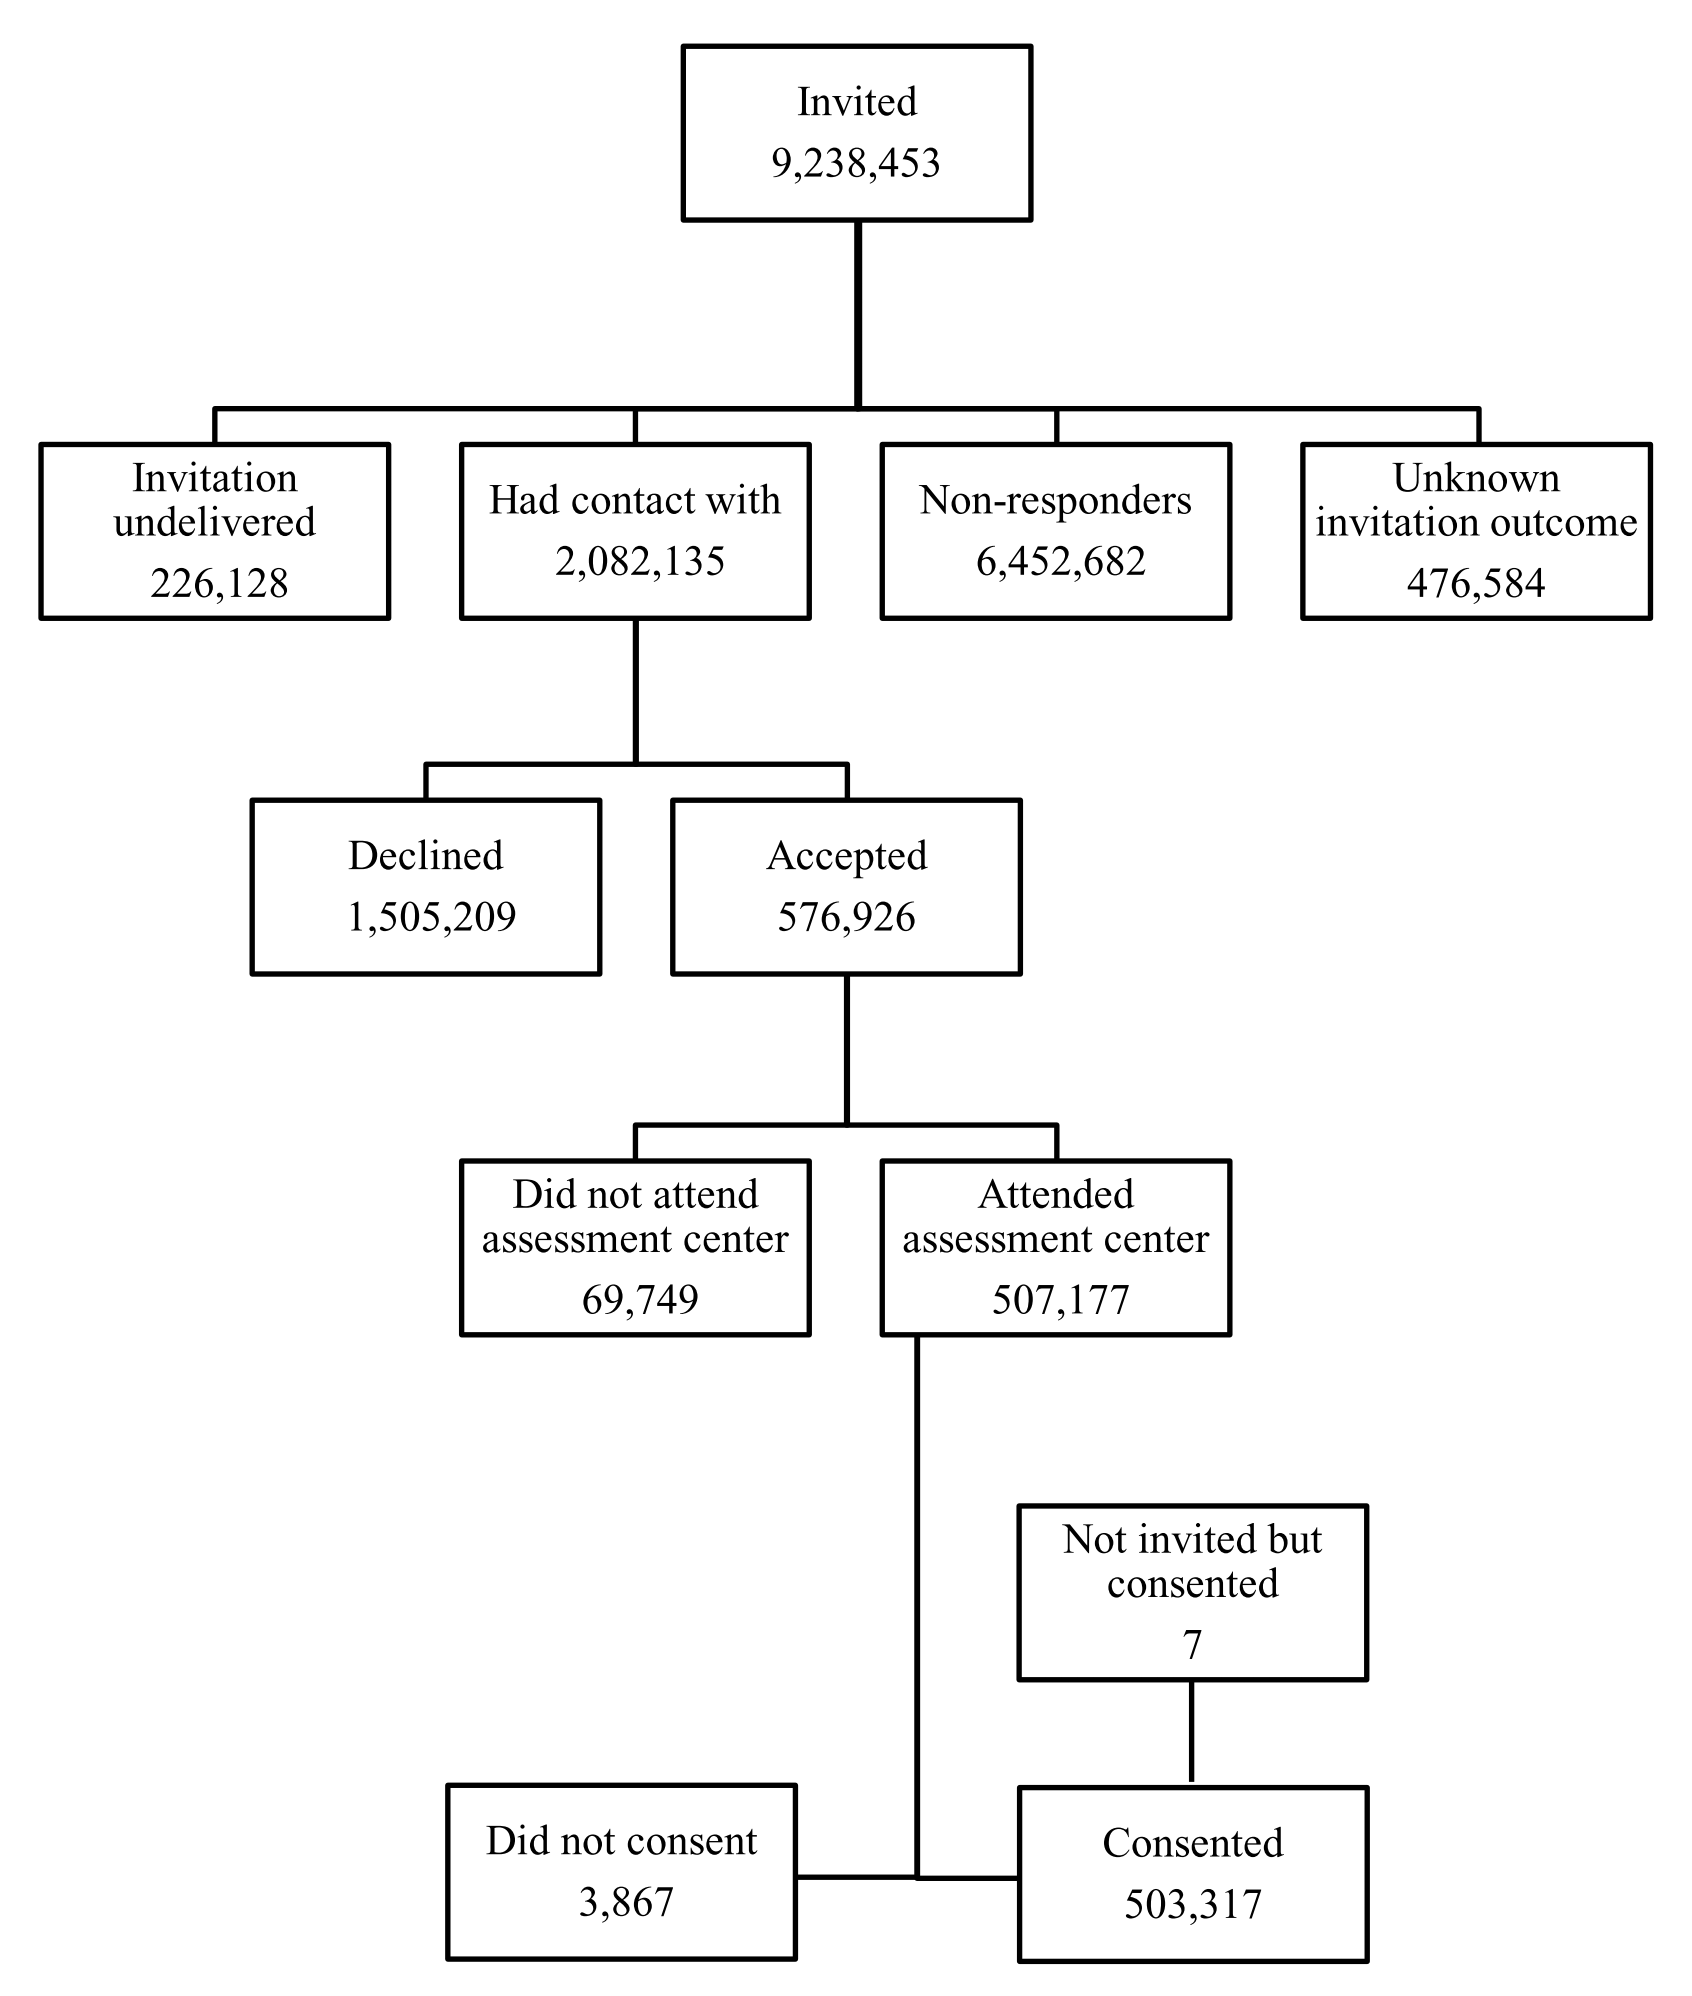 Invited
9,238,453
Invitation
undelivered
226,128
Had contact with
2,082,135
Non-responders
6,452,682
Unknown
invitation outcome
476,584
Declined
1,505,209
Accepted
576,926
Did not attend
assessment center
69,749
Attended
assessment center
507,177
Not invited but
consented
7
Did not consent
3,867
Consented
503,317